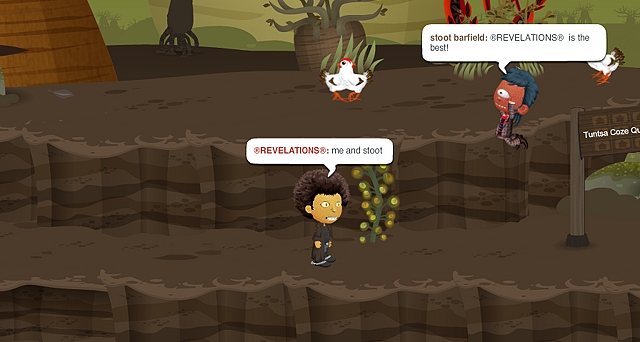 stoot barfield: ®REVELATIONS® is the
best!
®REVELATIONS®: me and stoot
Tuntsa Coze